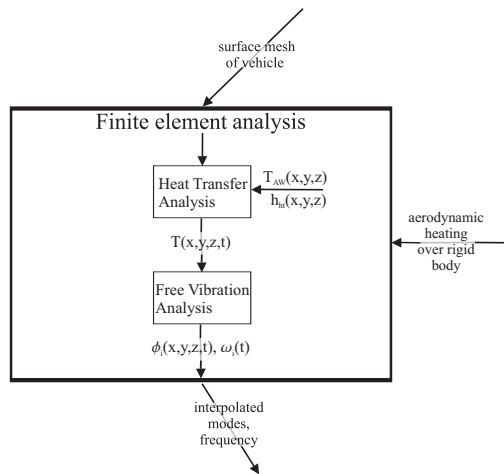 surface mesh
of vehicle
Finite element analysis
Heat Transfer
Analysis
T_AW(x,y,z)
h_ht(x,y,z)
aerodynamic
heating
over rigid
body
T(x,y,z,t)
Free Vibration
Analysis
ϕ_i(x,y,z,t), ω_i(t)
interpolated
modes,
frequency